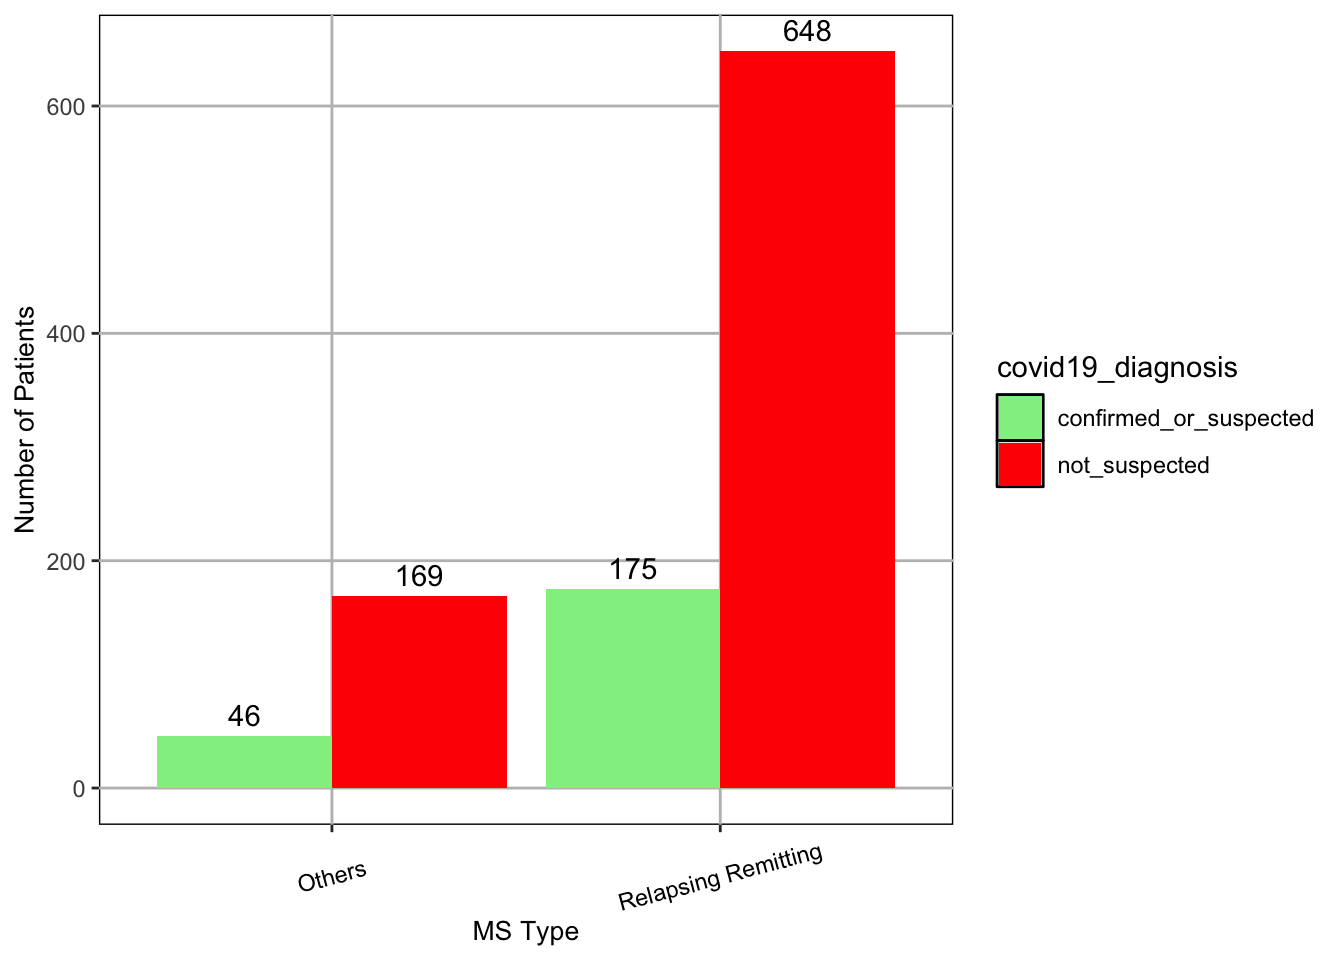 648
600
Number of Patients
400
covid19_diagnosis
confirmed_or_suspected
not_suspected
200
175
169
46
0
Others
Relapsing Remitting
MS Type